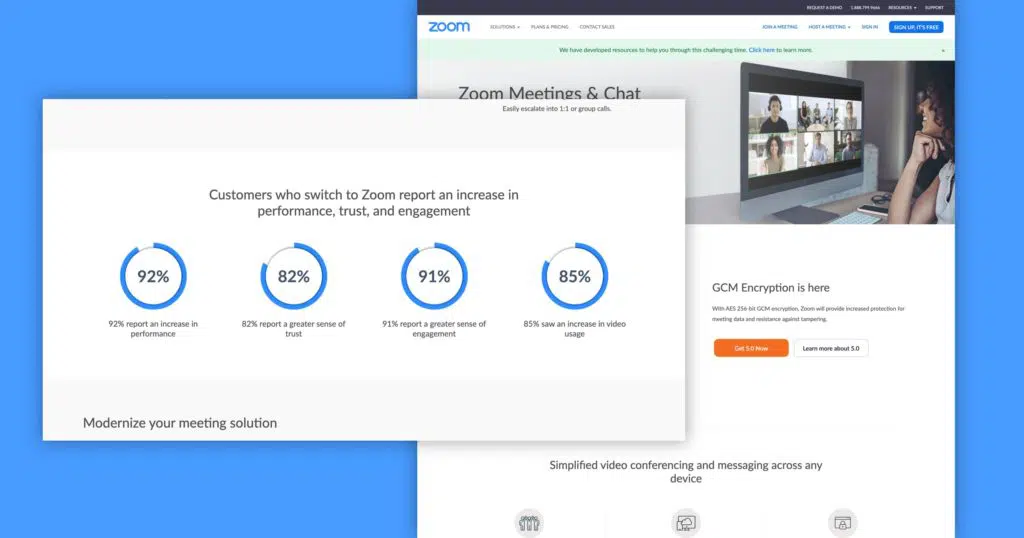 REQUEST A DEMO 1.888.799.9666 RESOURCES SUPPORT
zoom SOLUTIONS PLANS & PRICING CONTACT SALES JOIN A MEETING HOST A MEETING SIGN IN SIGN UP, IT'S FREE
We have developed resources to help you through this challenging time. Click here to learn more.
Zoom Meetings & Chat
Easily escalate into 1:1 or group calls.
Customers who switch to Zoom report an increase in
performance, trust, and engagement
92% 82% 91% 85%
92% report an increase in
performance
82% report a greater sense of
trust
91% report a greater sense of
engagement
85% saw an increase in video
usage
Modernize your meeting solution
GCM Encryption is here
With AES 256-bit GCM encryption, Zoom will provide increased protection for
meeting data and resistance against tampering.
Get 5.0 Now Learn more about 5.0
Simplified video conferencing and messaging across any
device